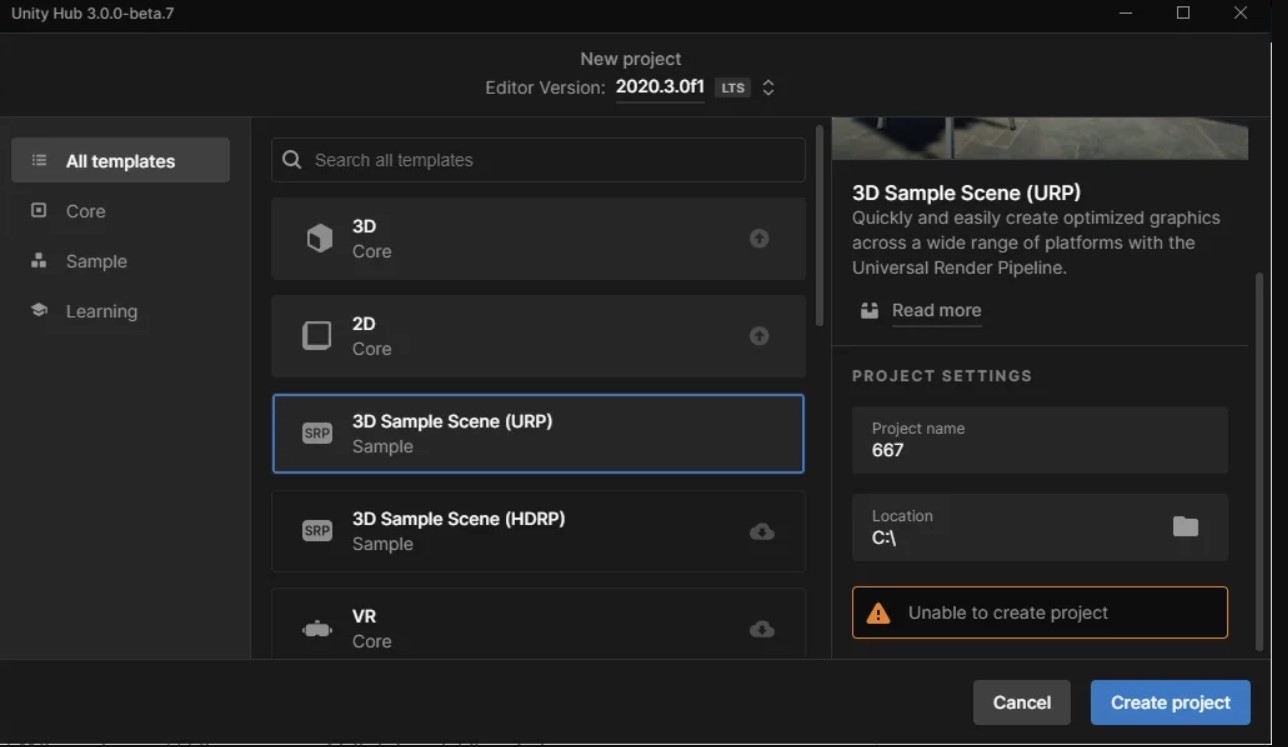 Unity Hub 3.0.0-beta.7
New project
Editor Version: 2020.3.0f1 LTS
All templates
Core
Sample
Learning
Search all templates
3D
Core
2D
Core
SRP
3D Sample Scene (URP)
Sample
SRP
3D Sample Scene (HDRP)
Sample
VR
Core
3D Sample Scene (URP)
Quickly and easily create optimized graphics
across a wide range of platforms with the
Universal Render Pipeline.
Read more
PROJECT SETTINGS
Project name
667
Location
C:\
Unable to create project
Cancel
Create project